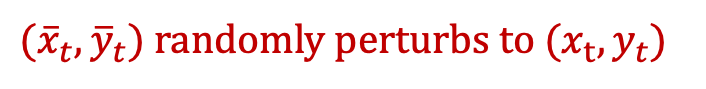 (x̄ₜ, ȳₜ) randomly perturbs to (xₜ, yₜ)